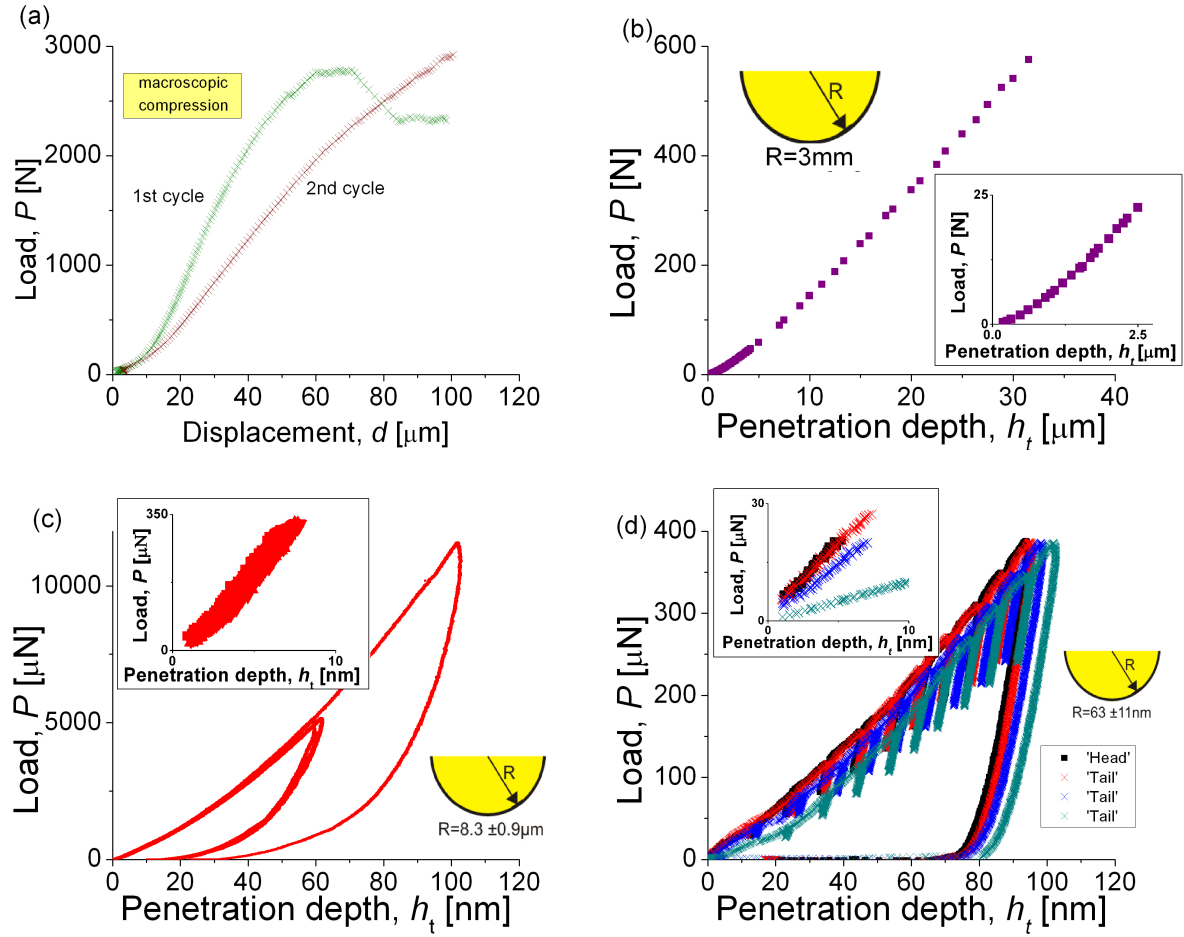 (a)
3000
2000
1000
0
Load, P [N]
macroscopic
compression
1st cycle
2nd cycle
0 20 40 60 80 100 120
Displacement, d [μm]
(b)
600
400
200
0
Load, P [N]
R
R=3mm
25
0
Load, P [N]
0.0 2.5
Penetration depth, ht [μm]
0 10 20 30 40
Penetration depth, ht [μm]
(c)
10000
5000
0
Load, P [μN]
350
0
Load, P [μN]
0 10
Penetration depth, ht [nm]
R
R=8.3 ±0.9μm
0 20 40 60 80 100 120
Penetration depth, ht [nm]
(d)
400
300
200
100
0
Load, P [μN]
30
0
Load, P [μN]
0 10
Penetration depth, ht [nm]
R
R=63 ±11nm
'Head'
'Tail'
'Tail'
'Tail'
0 20 40 60 80 100 120
Penetration depth, ht [nm]